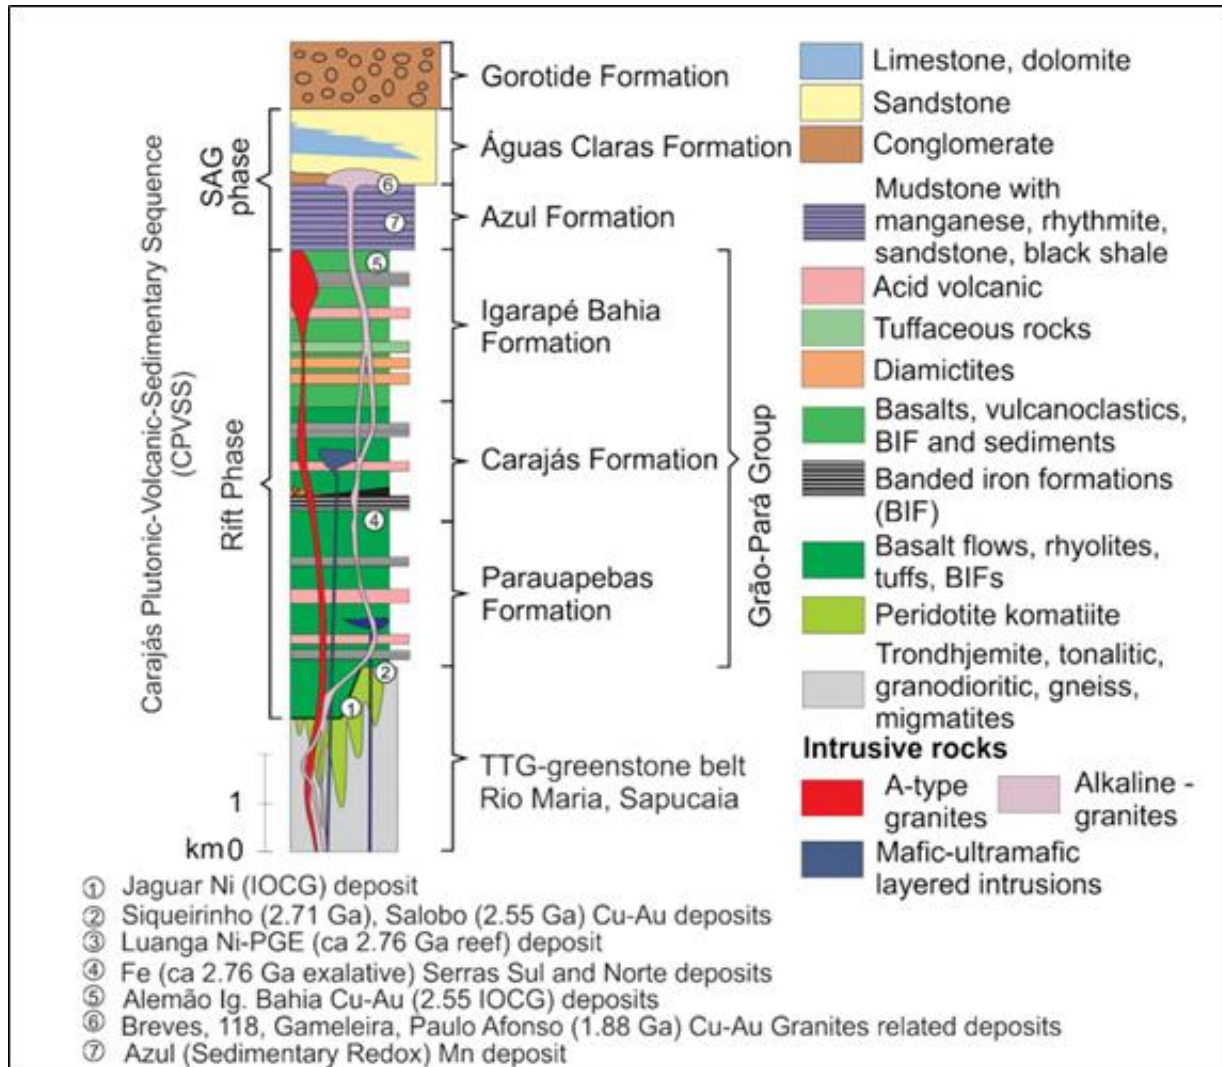 Gorotide Formation
Águas Claras Formation
Azul Formation
Igarapé Bahia
Formation
Carajás Formation
Parauapebas
Formation
TTG-greenstone belt
Rio Maria, Sapucaia
Grão-Pará Group
SAG
phase
Rift Phase
Carajás Plutonic-Volcanic-Sedimentary Sequence
(CPVSS)
6
7
5
4
2
1
1
km0
Limestone, dolomite
Sandstone
Conglomerate
Mudstone with
manganese, rhythmite,
sandstone, black shale
Acid volcanic
Tuffaceous rocks
Diamictites
Basalts, vulcanoclastics,
BIF and sediments
Banded iron formations
(BIF)
Basalt flows, rhyolites,
tuffs, BIFs
Peridotite komatiite
Trondhjemite, tonalitic,
granodioritic, gneiss,
migmatites
Intrusive rocks
A-type
granites
Alkaline -
granites
Mafic-ultramafic
layered intrusions
① Jaguar Ni (IOCG) deposit
② Siqueirinho (2.71 Ga), Salobo (2.55 Ga) Cu-Au deposits
③ Luanga Ni-PGE (ca 2.76 Ga reef) deposit
④ Fe (ca 2.76 Ga exalative) Serras Sul and Norte deposits
⑤ Alemão Ig. Bahia Cu-Au (2.55 IOCG) deposits
⑥ Breves, 118, Gameleira, Paulo Afonso (1.88 Ga) Cu-Au Granites related deposits
⑦ Azul (Sedimentary Redox) Mn deposit